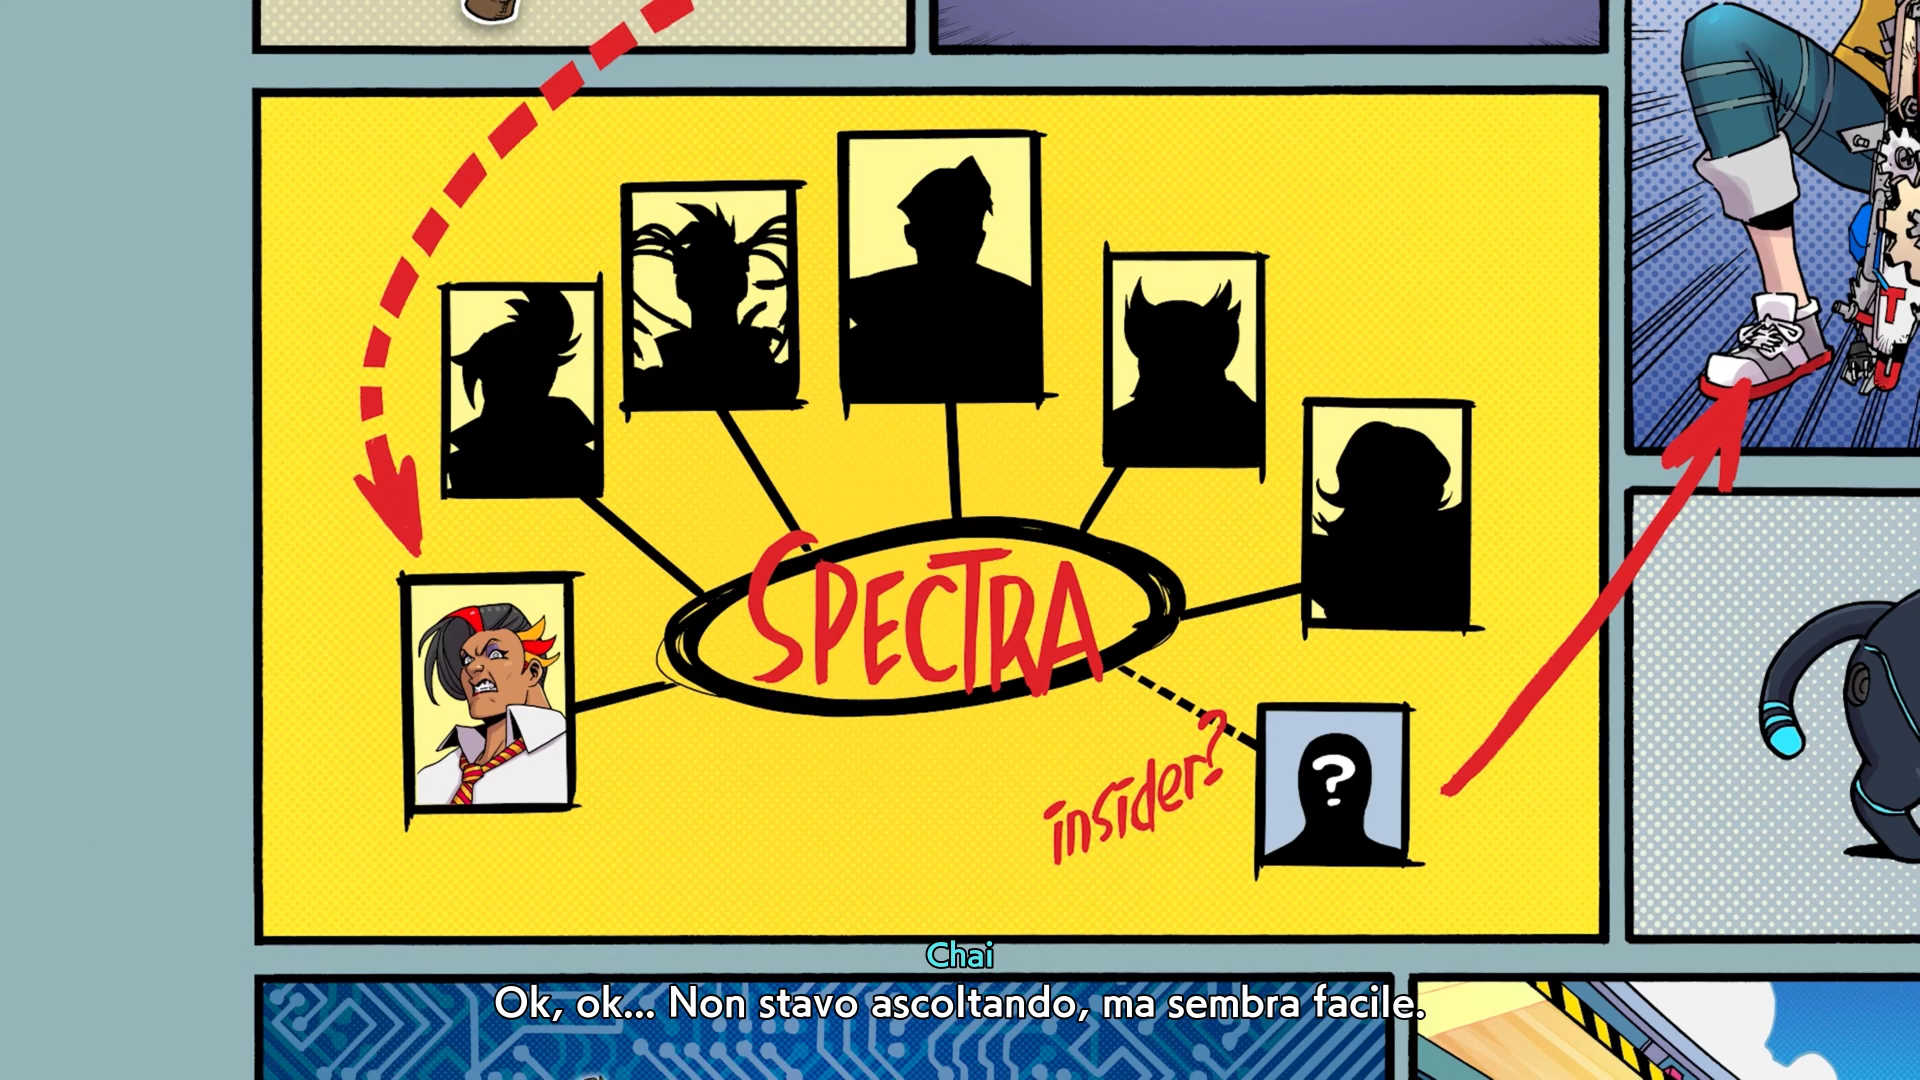 SPECTRA
insider?
?
Chai
Ok, ok... Non stavo ascoltando, ma sembra facile.